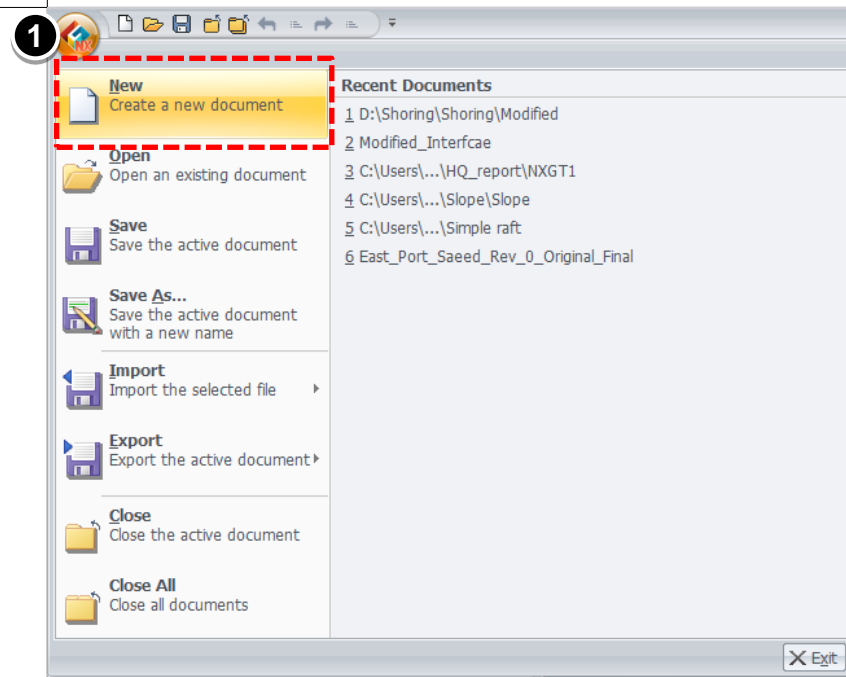 1
NX
New
Create a new document
Open
Open an existing document
Save
Save the active document
Save As...
Save the active document
with a new name
Import
Import the selected file
Export
Export the active document
Close
Close the active document
Close All
Close all documents
Recent Documents
1 D:\Shoring\Shoring\Modified
2 Modified_Interfcae
3 C:\Users\...\HQ_report\NXGT1
4 C:\Users\...\Slope\Slope
5 C:\Users\...\Simple raft
6 East_Port_Saeed_Rev_0_Original_Final
Exit